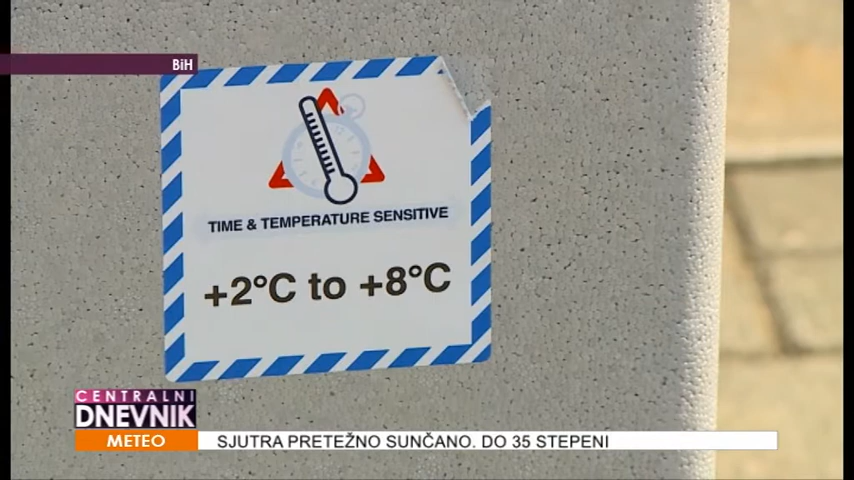 BiH
TIME & TEMPERATURE SENSITIVE
+2°C to +8°C
CENTRALNI
DNEVNIK
METEO
SJUTRA PRETEŽNO SUNČANO. DO 35 STEPENI